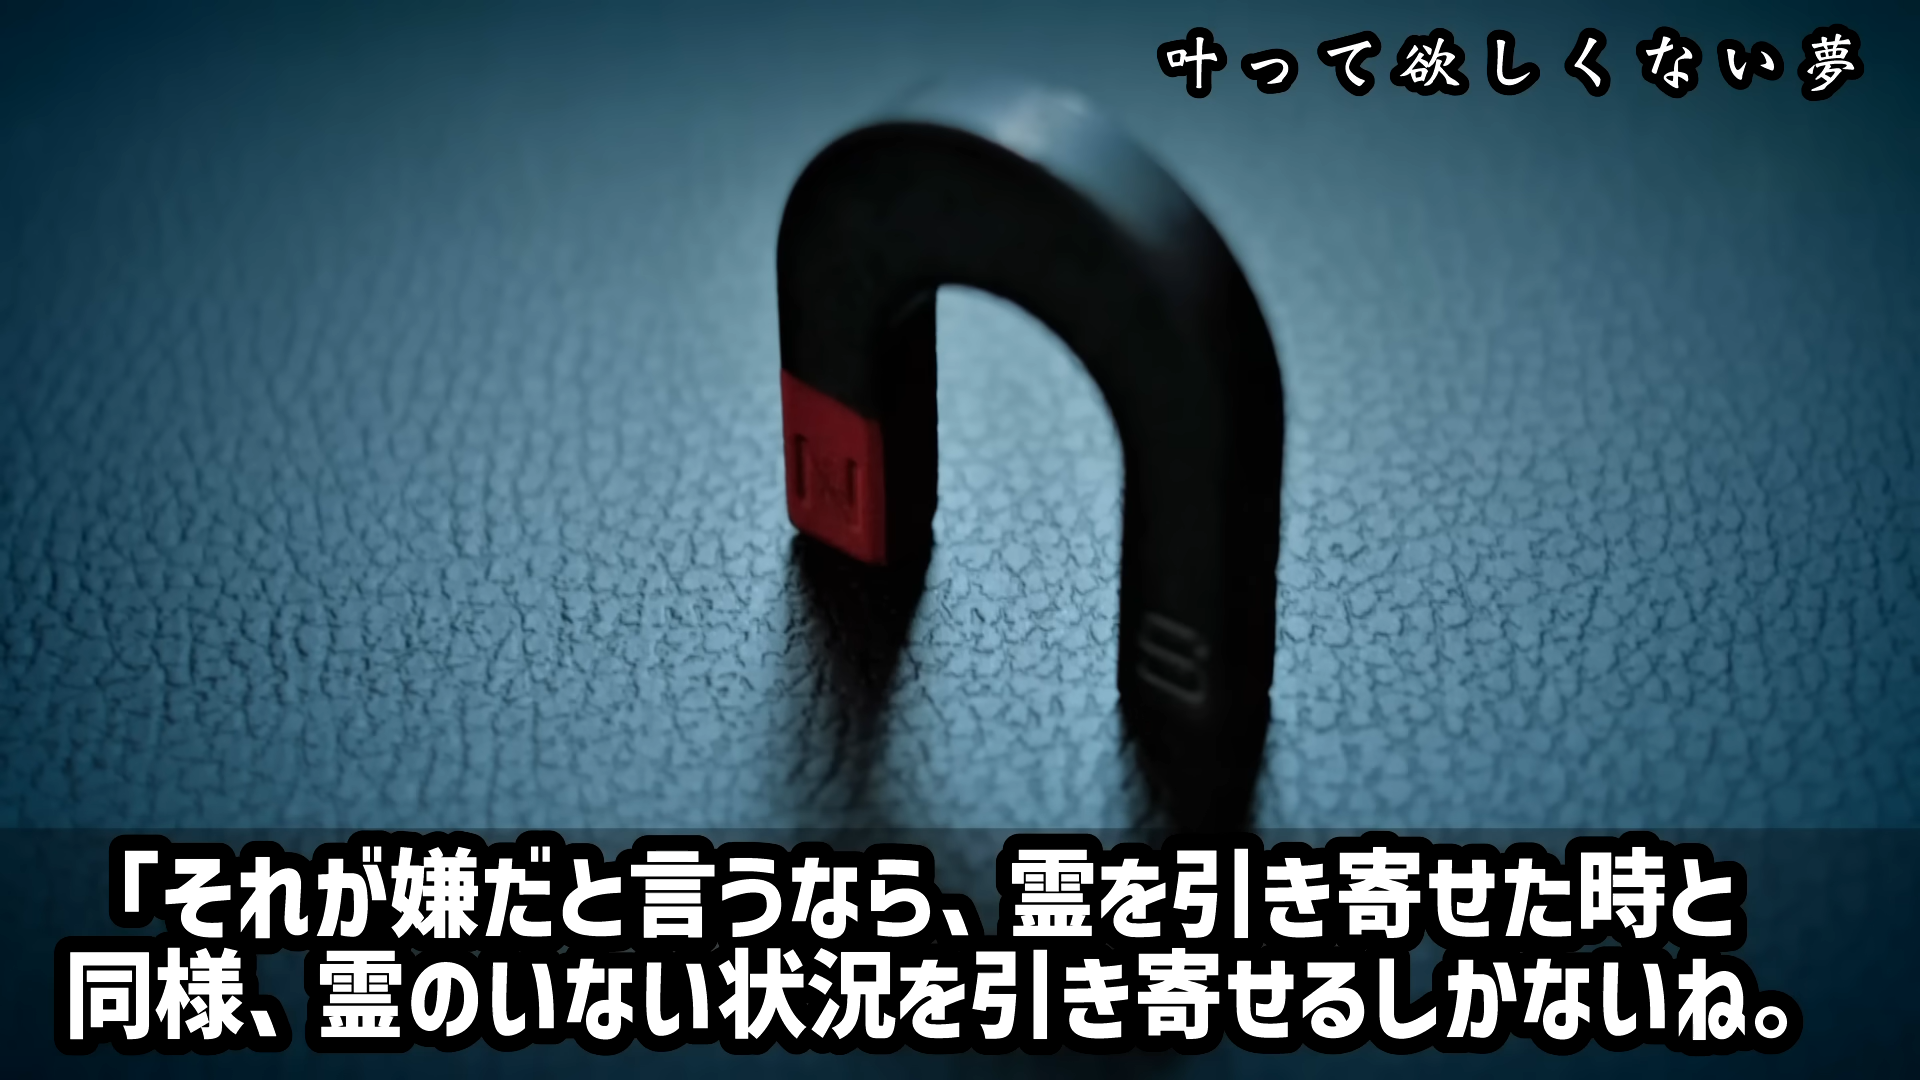 叶って欲しくない夢
「それが嫌だと言うなら、霊を引き寄せた時と
同様、霊のいない状況を引き寄せるしかないね。